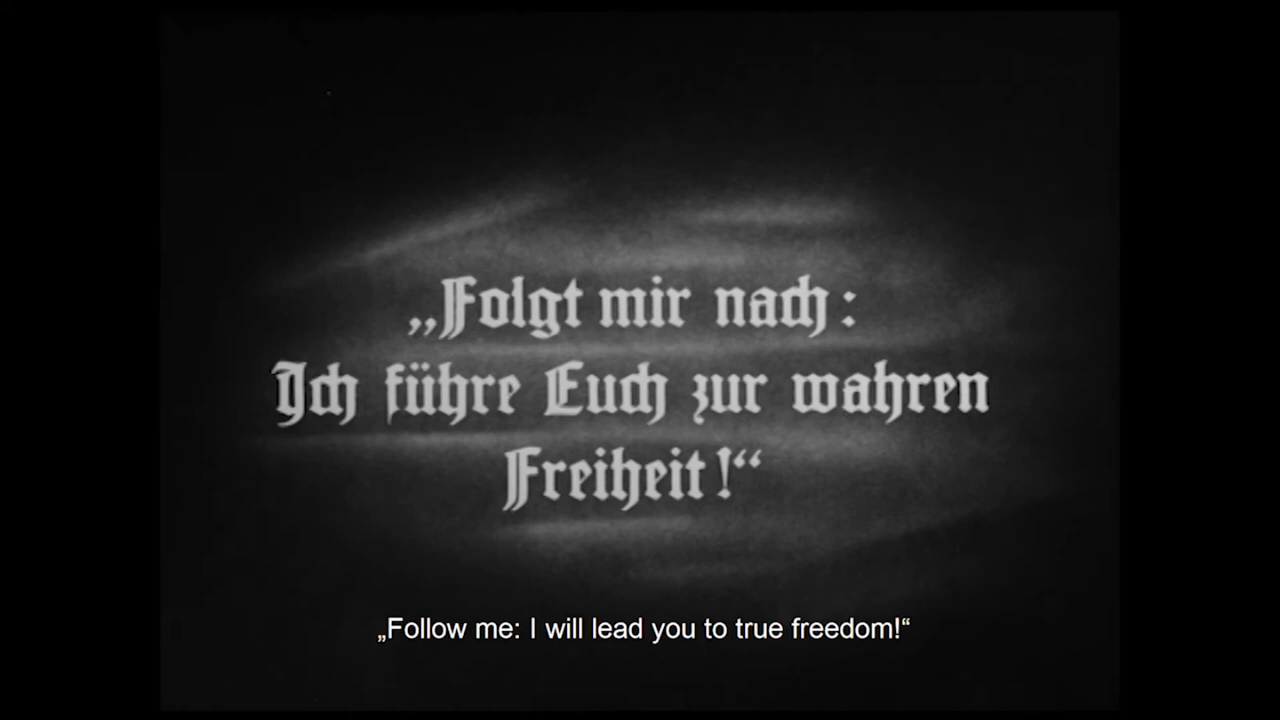 „Folgt mir nach:
Ich führe Euch zur wahren
Freiheit!“
„Follow me: I will lead you to true freedom!“